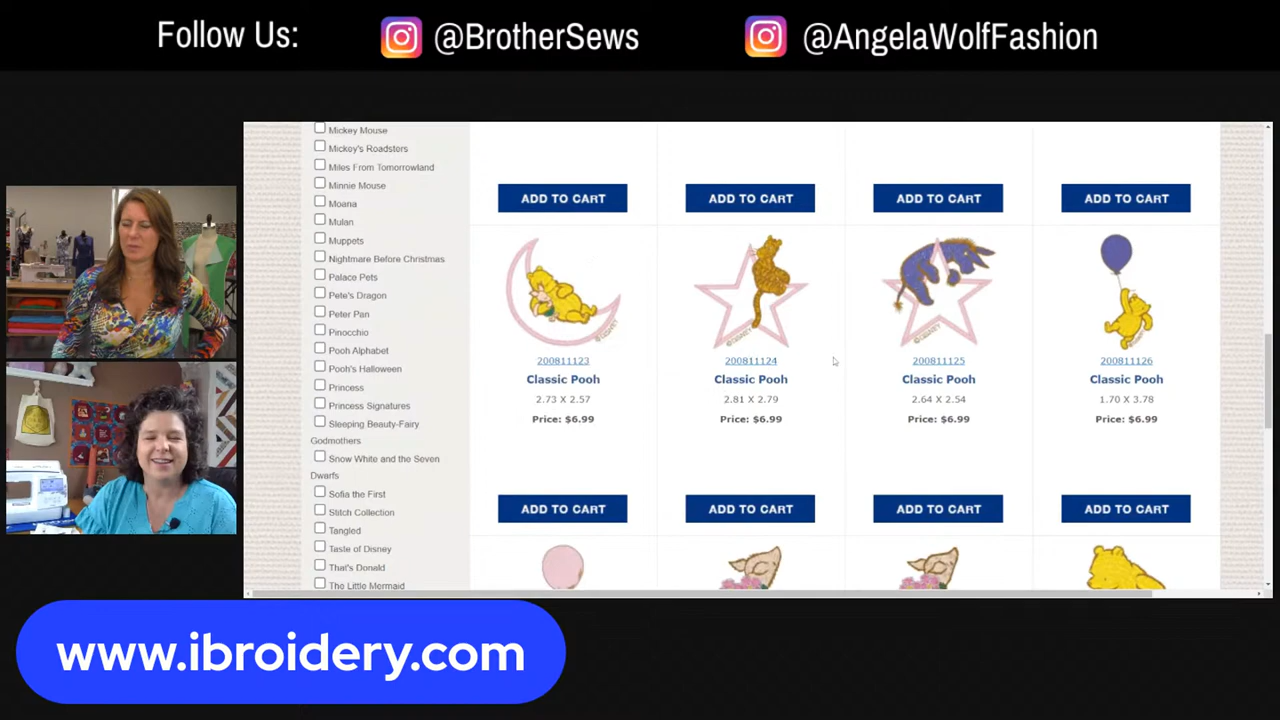 Follow Us: @BrotherSews @AngelaWolfFashion
Mickey Mouse
Mickey's Roadsters
Miles From Tomorrowland
Minnie Mouse
Moana
Mulan
Muppets
Nightmare Before Christmas
Palace Pets
Pete's Dragon
Peter Pan
Pinocchio
Pooh Alphabet
Pooh's Halloween
Princess
Princess Signatures
Sleeping Beauty-Fairy
Godmothers
Snow White and the Seven
Dwarfs
Sofia the First
Stitch Collection
Tangled
Taste of Disney
That's Donald
The Little Mermaid
ADD TO CART ADD TO CART ADD TO CART ADD TO CART
200811123 200811124 200811125 200811126
Classic Pooh Classic Pooh Classic Pooh Classic Pooh
2.73 X 2.57 2.81 X 2.79 2.64 X 2.54 1.70 X 3.78
Price: $6.99 Price: $6.99 Price: $6.99 Price: $6.99
ADD TO CART ADD TO CART ADD TO CART ADD TO CART
www.ibroidery.com